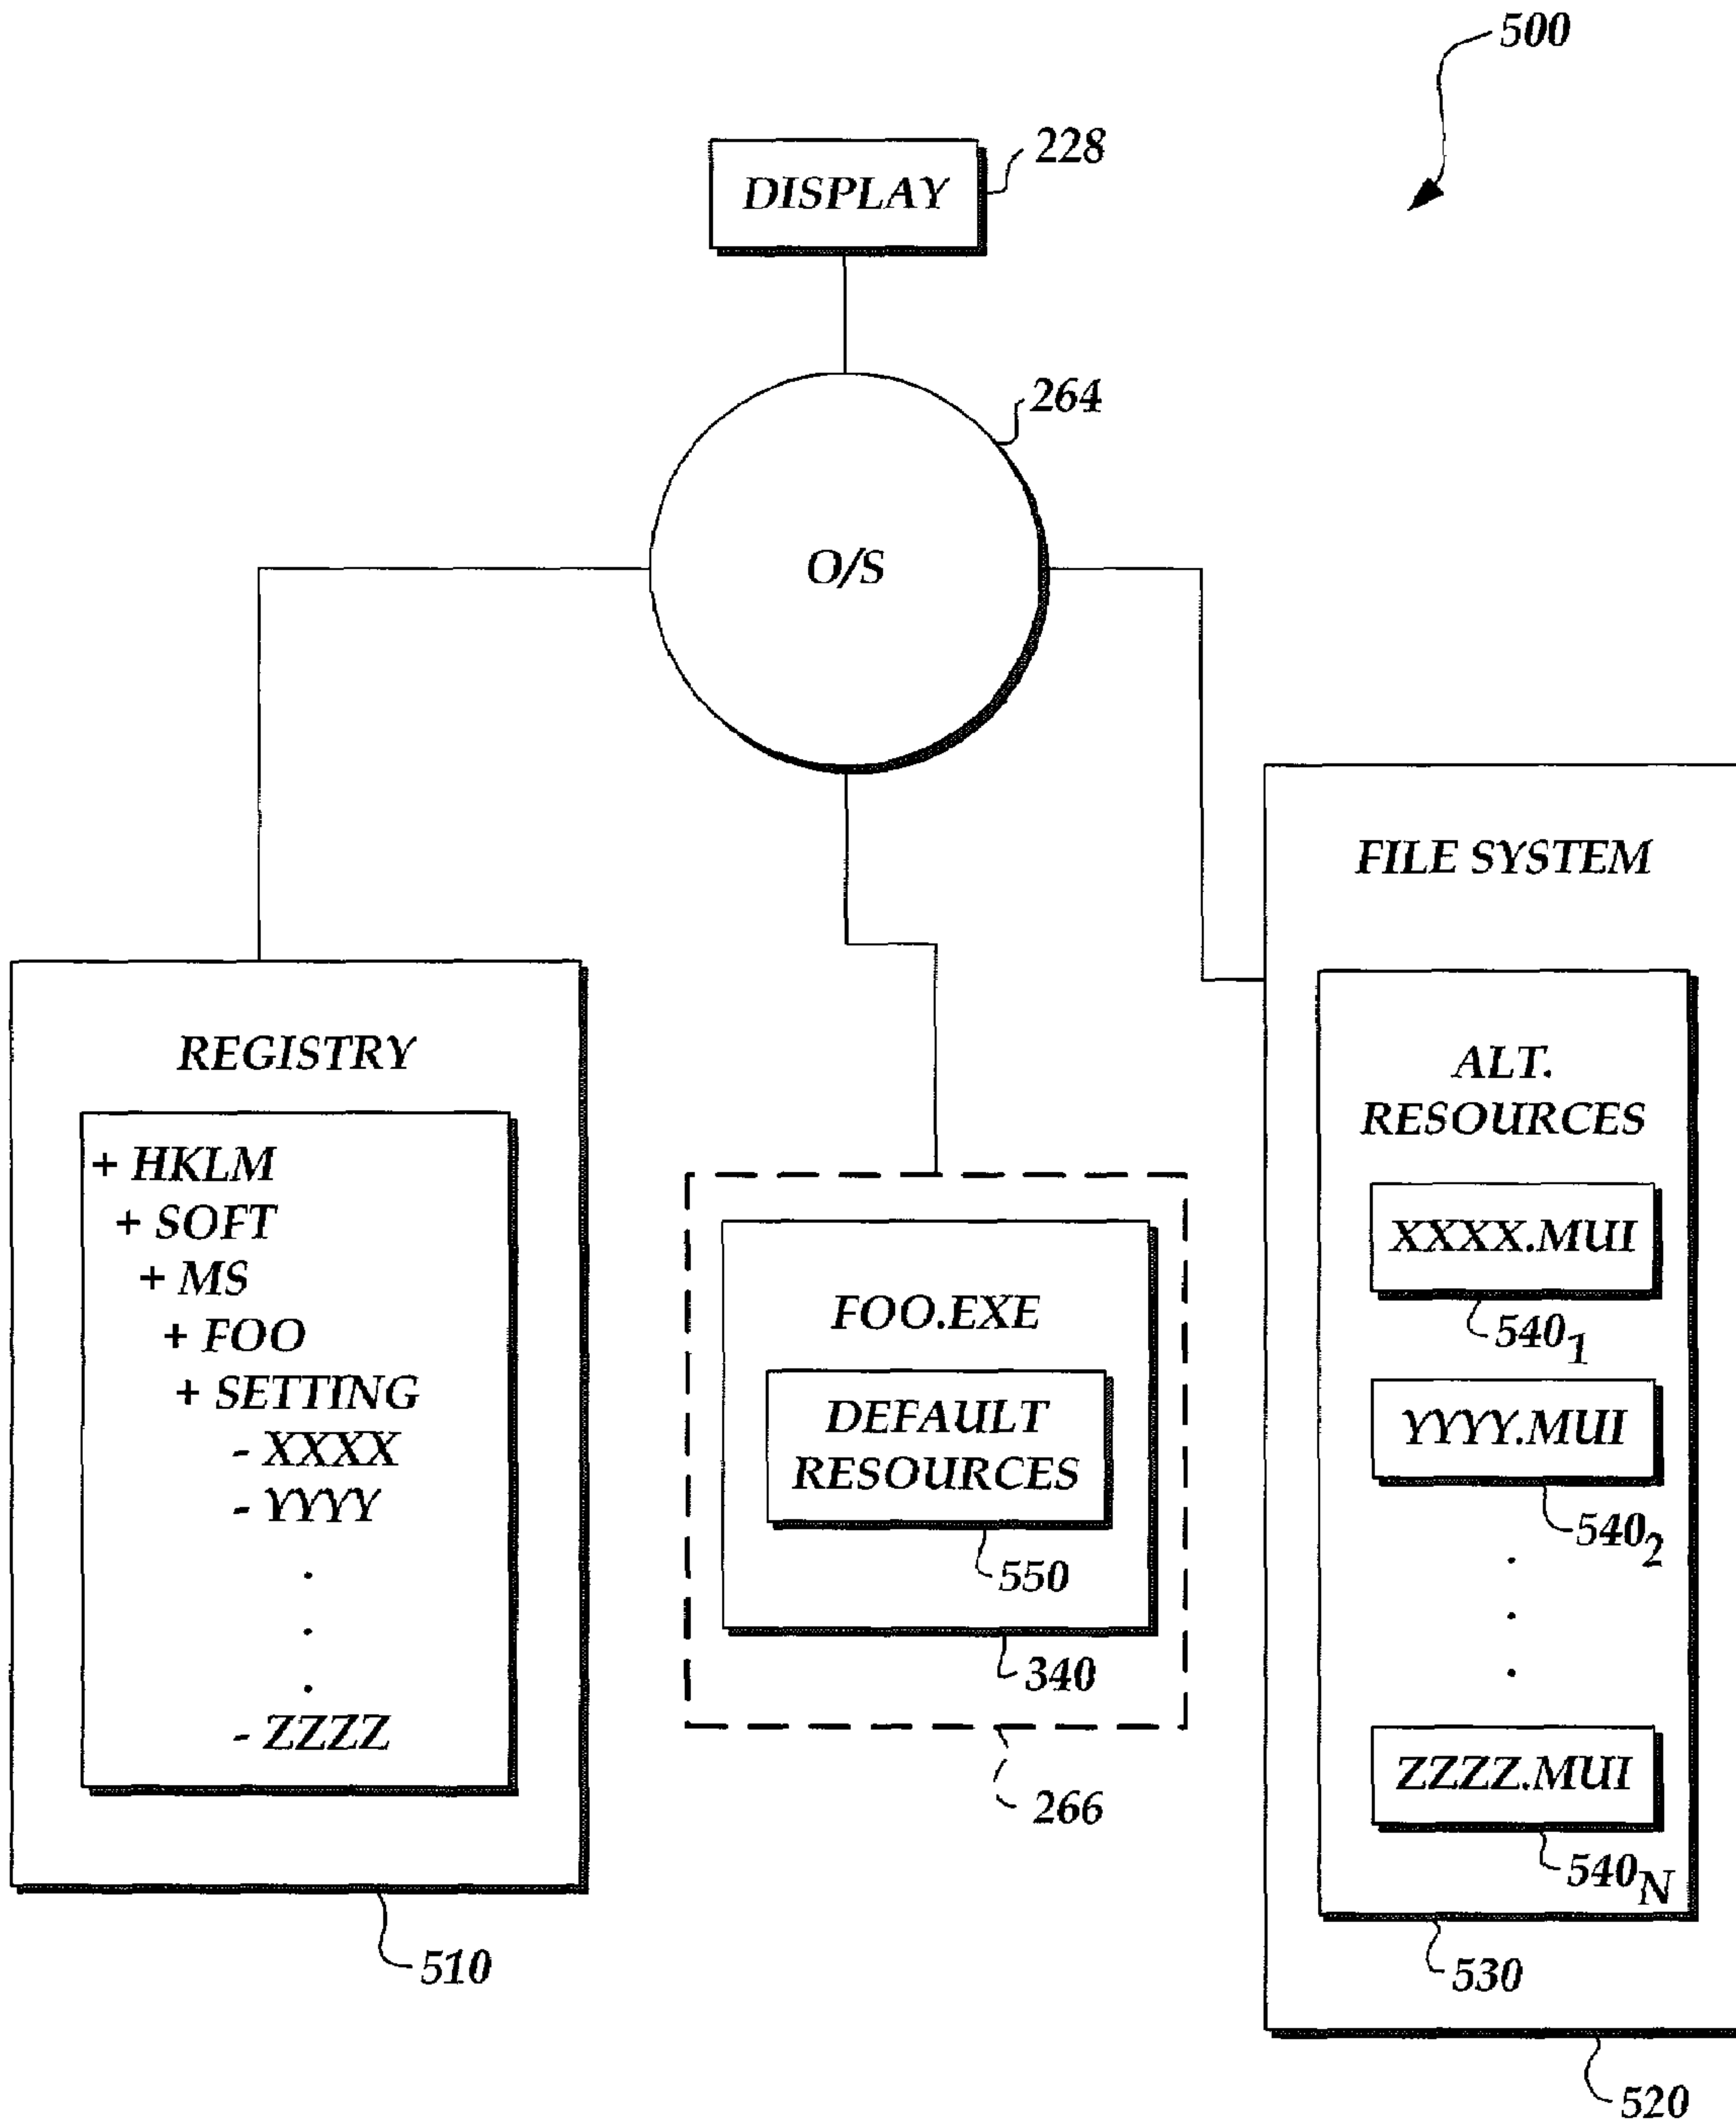 500
228
DISPLAY
264
O/S
REGISTRY
+ HKLM
+ SOFT
+ MS
+ FOO
+ SETTING
- XXXX
- YYYY
.
.
.
- ZZZZ
510
FOO.EXE
DEFAULT
RESOURCES
550
340
266
FILE SYSTEM
ALT.
RESOURCES
XXXX.MUI
540₁
YYYY.MUI
540₂
.
.
.
ZZZZ.MUI
540N
530
520